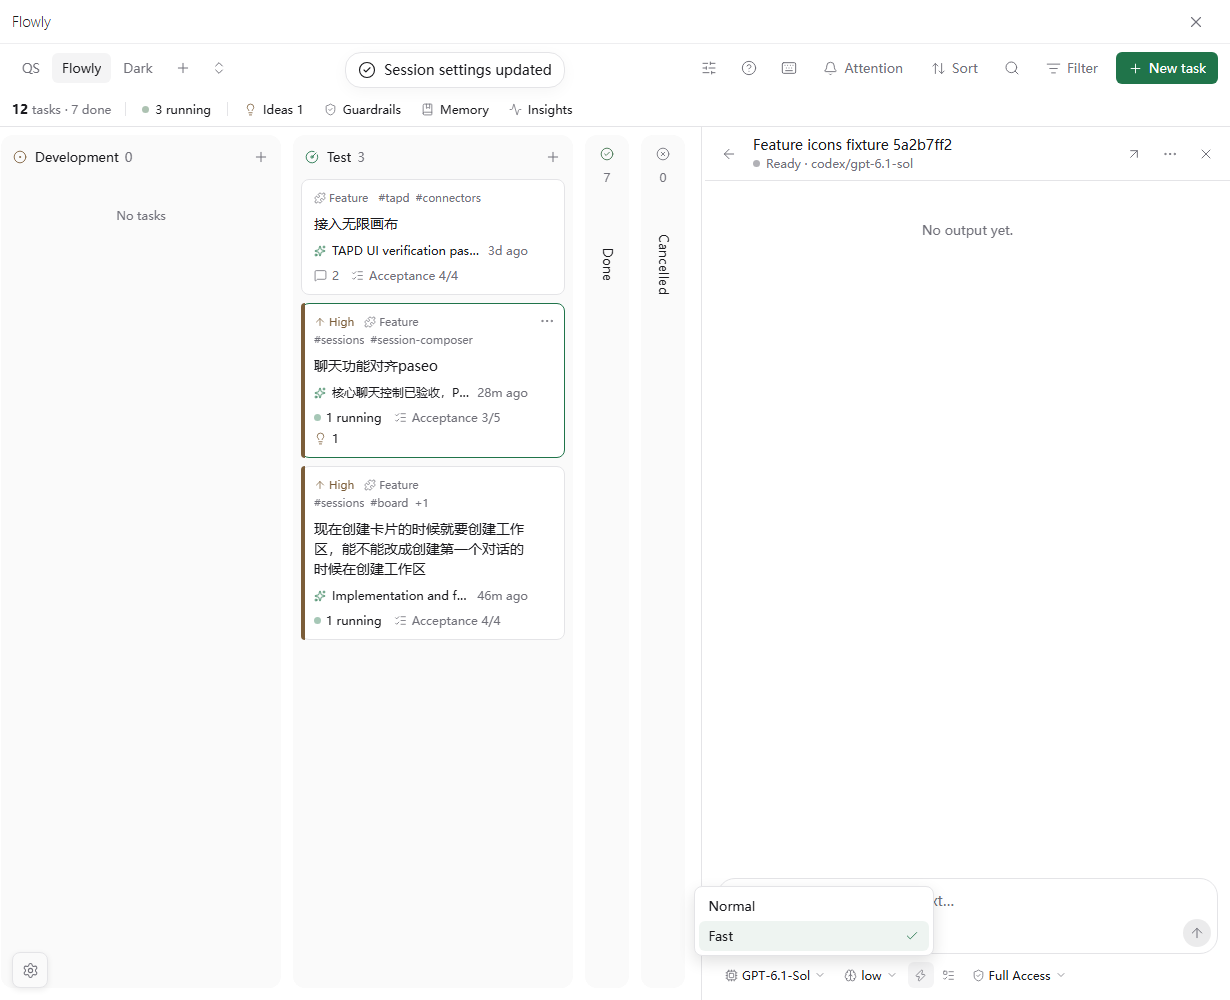 Flowly
QS Flowly Dark
Session settings updated
Attention Sort Filter New task
12 tasks · 7 done 3 running Ideas 1 Guardrails Memory Insights
Development 0
No tasks
Test 3
Feature #tapd #connectors
接入无限画布
TAPD UI verification pas... 3d ago
2 Acceptance 4/4
High Feature
#sessions #session-composer
聊天功能对齐paseo
核心聊天控制已验收，P... 28m ago
1 running Acceptance 3/5
1
High Feature
#sessions #board +1
现在创建卡片的时候就要创建工作
区，能不能改成创建第一个对话的
时候在创建工作区
Implementation and f... 46m ago
1 running Acceptance 4/4
7
Done
0
Cancelled
Feature icons fixture 5a2b7ff2
Ready · codex/gpt-6.1-sol
No output yet.
xt...
Normal
Fast
GPT-6.1-Sol low Full Access